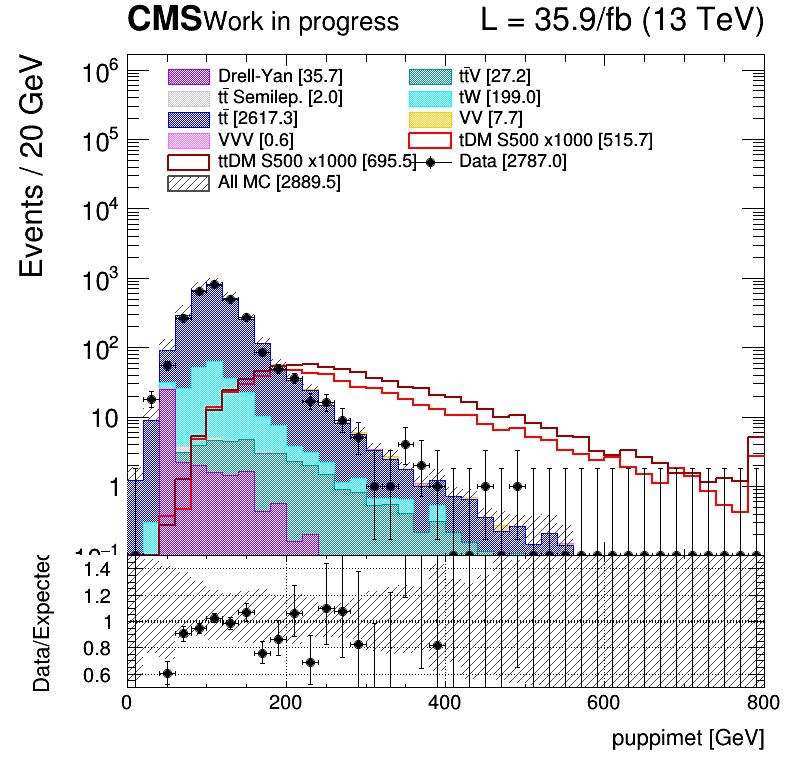 CMS Work in progress L = 35.9/fb (13 TeV)
Events / 20 GeV
10⁶
10⁵
10⁴
10³
10²
10
1
10⁻¹
Drell-Yan [35.7] tt̄V [27.2]
tt̄ Semilep. [2.0] tW [199.0]
tt̄ [2617.3] VV [7.7]
VVV [0.6] tDM S500 x1000 [515.7]
ttDM S500 x1000 [695.5] Data [2787.0]
All MC [2889.5]
Data/Expected
1.4
1.2
1
0.8
0.6
0 200 400 600 800
puppimet [GeV]